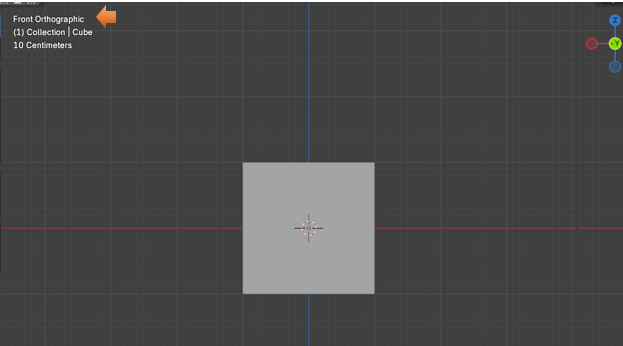 Front Orthographic
(1) Collection | Cube
10 Centimeters
Z
-Y